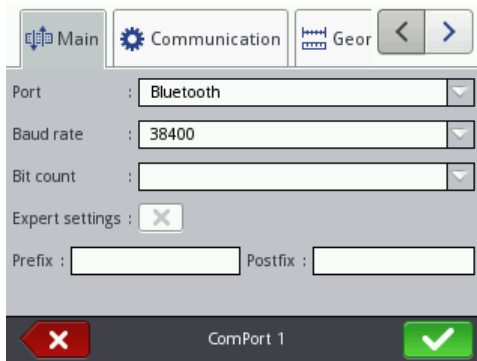 Main Communication Geor
Port : Bluetooth
Baud rate : 38400
Bit count :
Expert settings :
Prefix : Postfix :
ComPort 1